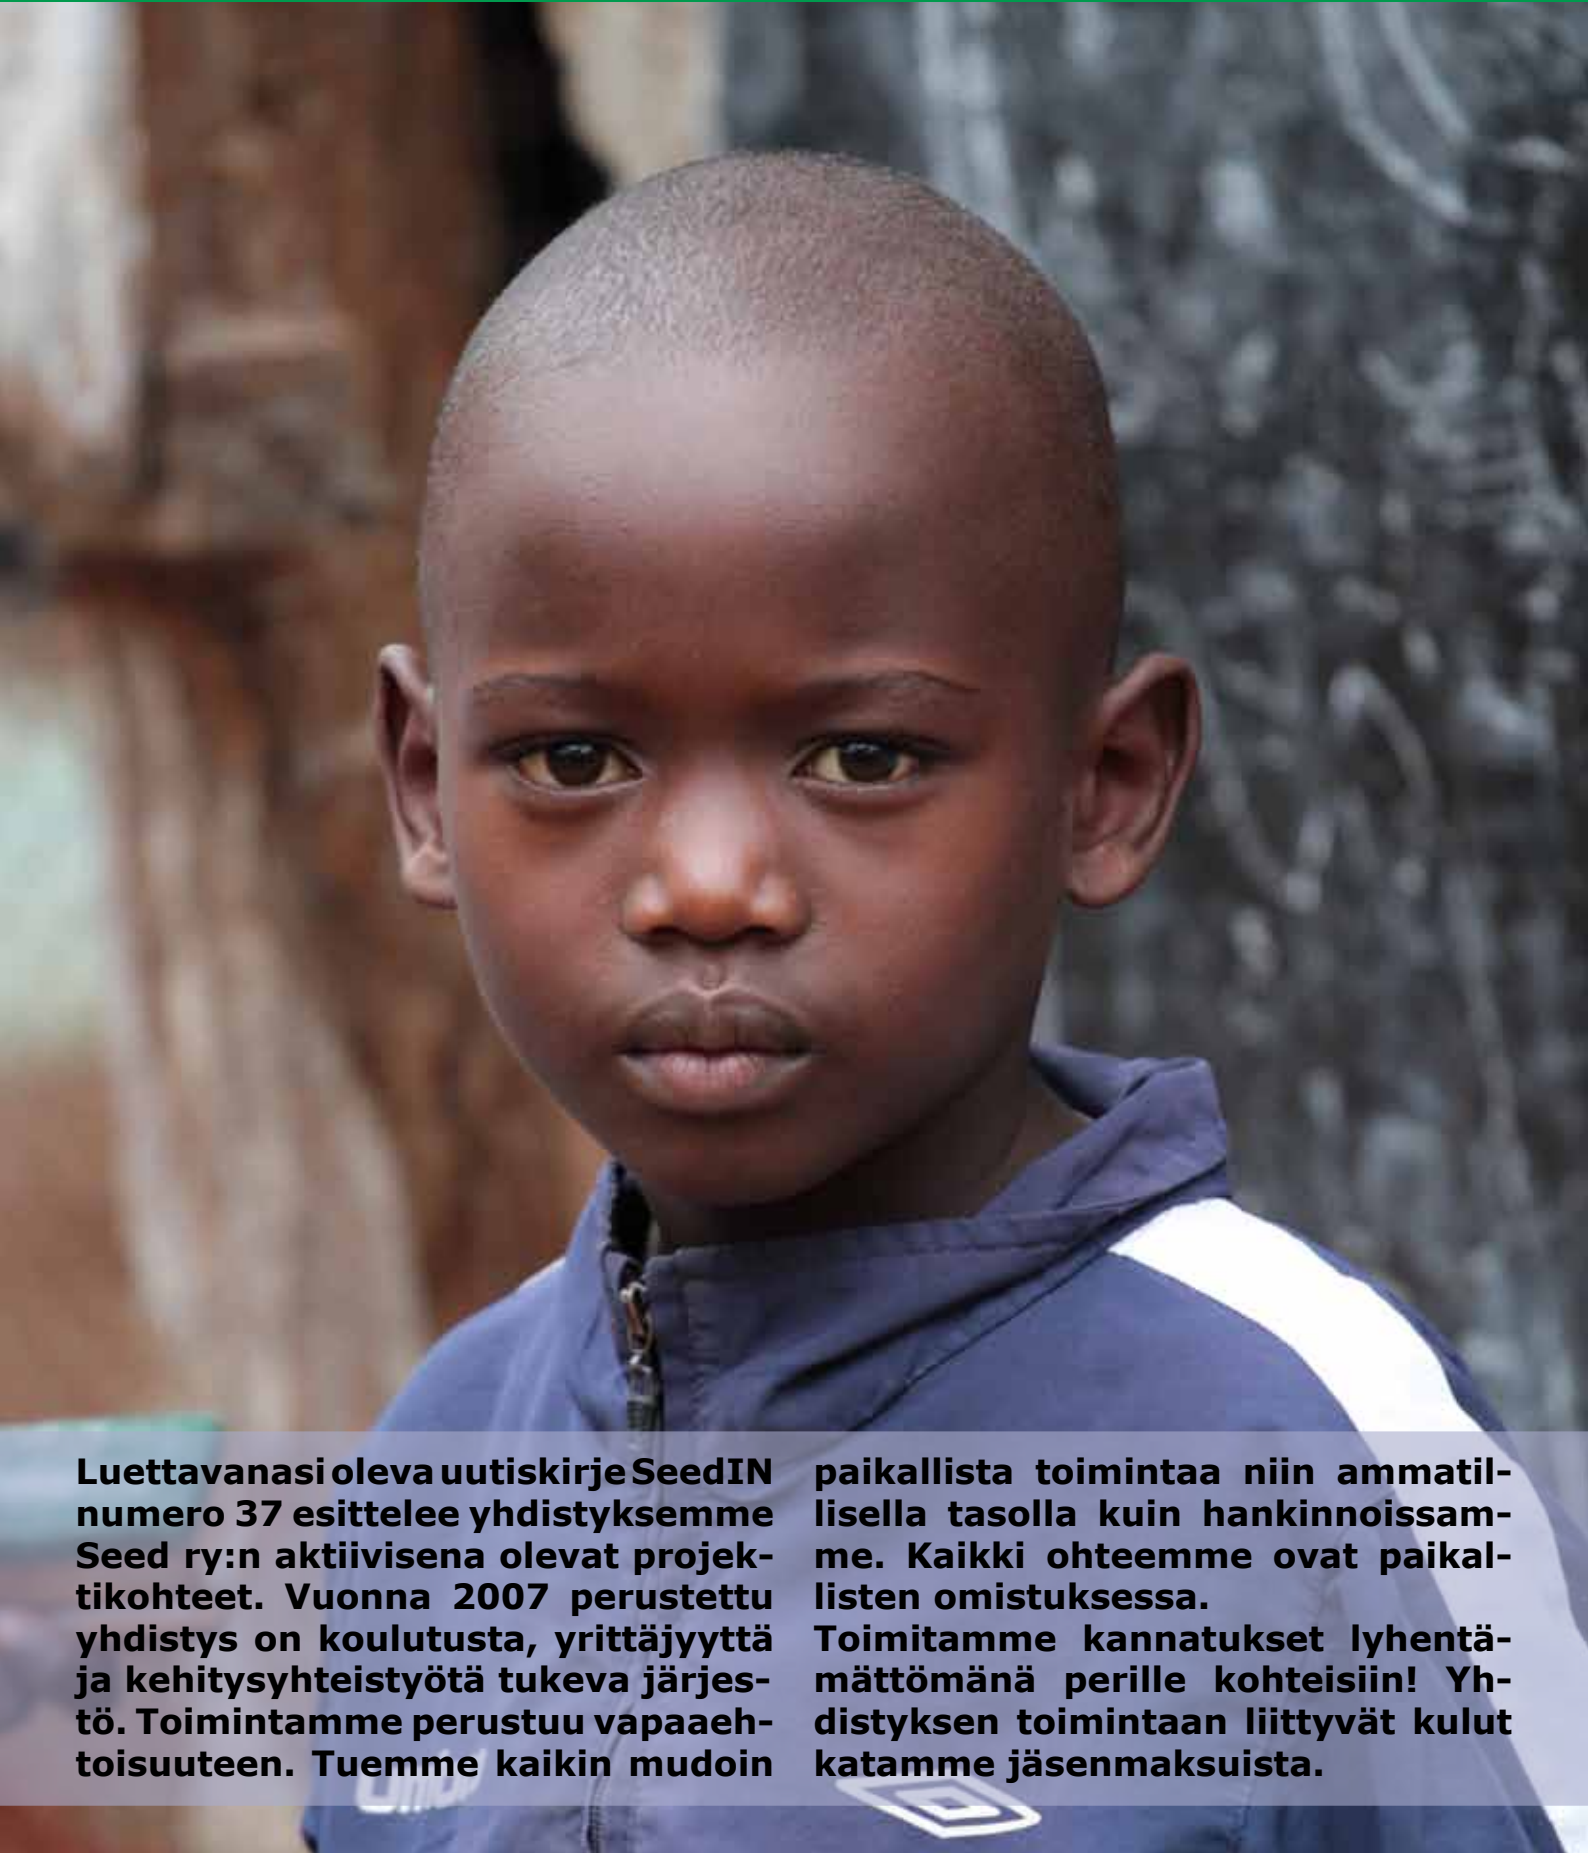 Luettavanasi oleva uutiskirje SeedIN
numero 37 esittelee yhdistyksemme
Seed ry:n aktiivisena olevat projek-
tikohteet. Vuonna 2007 perustettu
yhdistys on koulutusta, yrittäjyyttä
ja kehitysyhteistyötä tukeva järjes-
tö. Toimintamme perustuu vapaaeh-
toisuuteen. Tuemme kaikin mudoin
paikallista toimintaa niin ammatil-
lisella tasolla kuin hankinnoissam-
me. Kaikki ohteemme ovat paikal-
listen omistuksessa.
Toimitamme kannatukset lyhentä-
mättömänä perille kohteisiin! Yh-
distyksen toimintaan liittyvät kulut
katamme jäsenmaksuista.